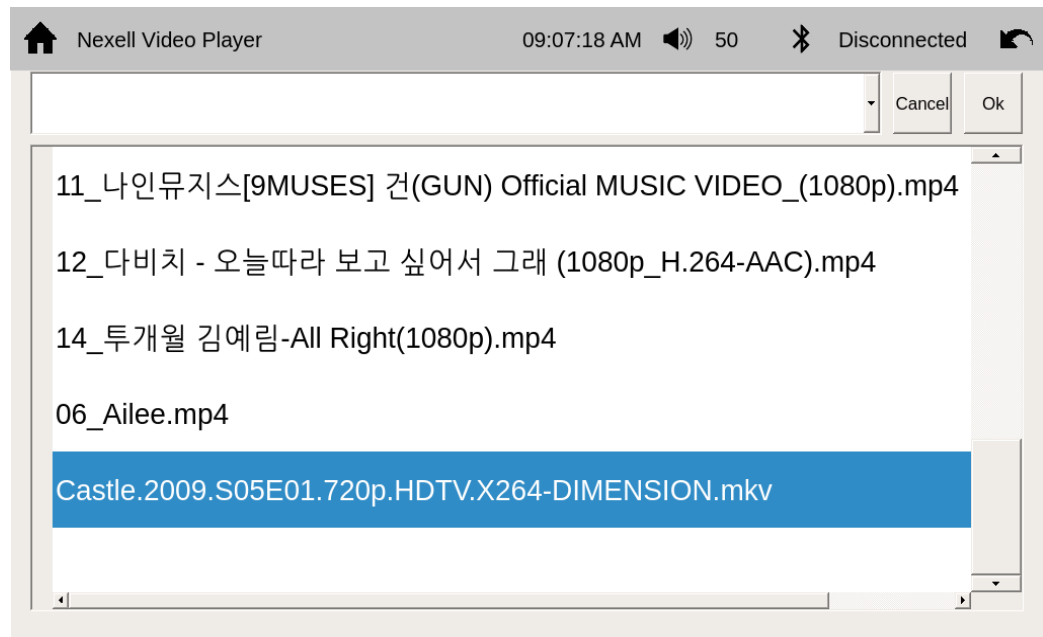 Nexell Video Player 09:07:18 AM 50 Disconnected
Cancel Ok
11_나인뮤지스[9MUSES] 건(GUN) Official MUSIC VIDEO_(1080p).mp4
12_다비치 - 오늘따라 보고 싶어서 그래 (1080p_H.264-AAC).mp4
14_투개월 김예림-All Right(1080p).mp4
06_Ailee.mp4
Castle.2009.S05E01.720p.HDTV.X264-DIMENSION.mkv